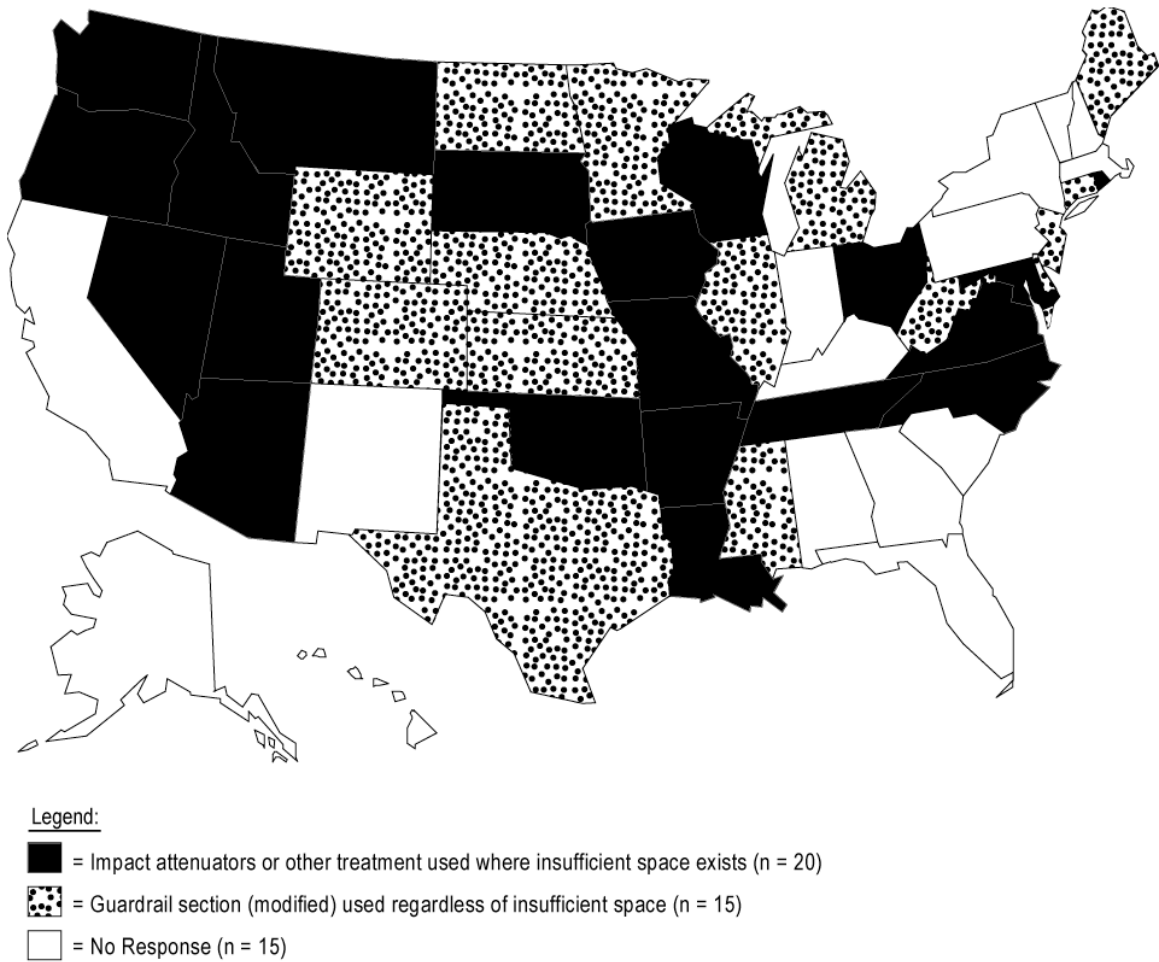 Legend:
= Impact attenuators or other treatment used where insufficient space exists (n = 20)
= Guardrail section (modified) used regardless of insufficient space (n = 15)
= No Response (n = 15)